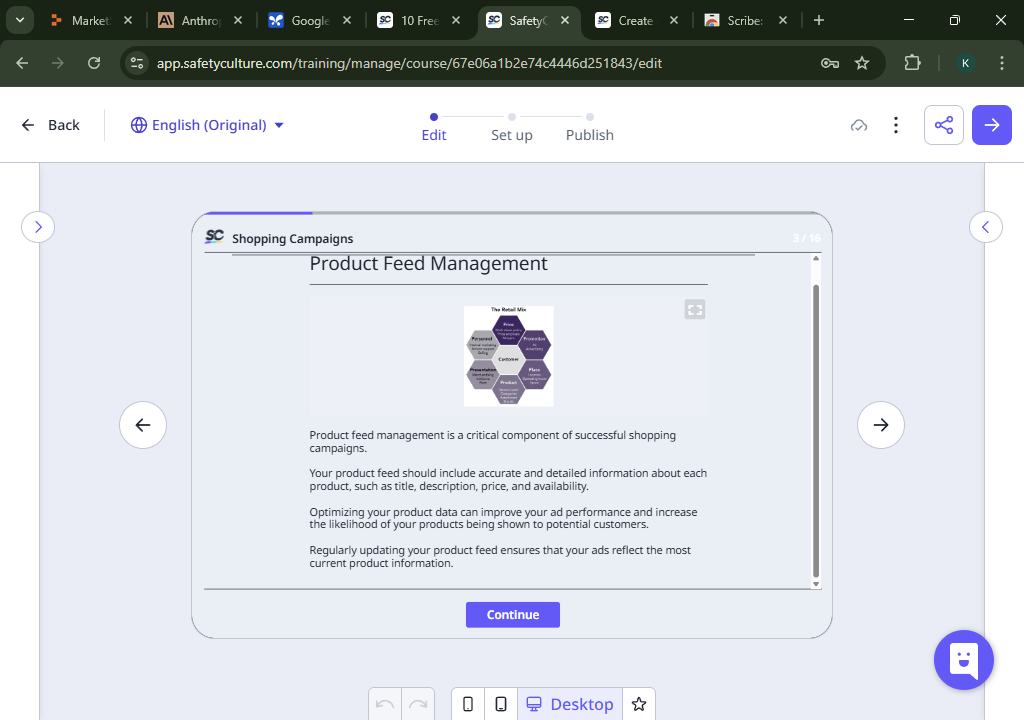 Market
Anthrop
Google
10 Free
SafetyC
Create
Scribe:
app.safetyculture.com/training/manage/course/67e06a1b2e74c4446d251843/edit
K
Back
English (Original)
Edit
Set up
Publish
SC Shopping Campaigns
3 / 16
Product Feed Management
The Retail Mix
Price
Personnel
Promotion
Customer
Presentation
Place
Product
Product feed management is a critical component of successful shopping
campaigns.
Your product feed should include accurate and detailed information about each
product, such as title, description, price, and availability.
Optimizing your product data can improve your ad performance and increase
the likelihood of your products being shown to potential customers.
Regularly updating your product feed ensures that your ads reflect the most
current product information.
Continue
Desktop